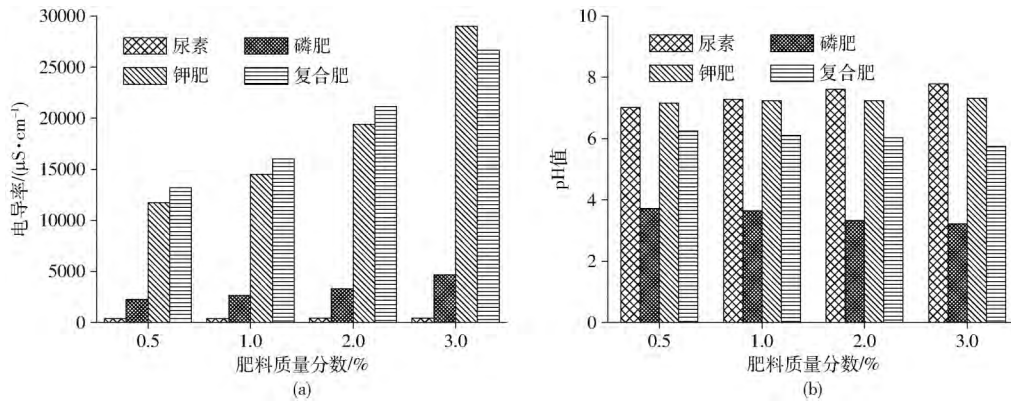 30000
25000
20000
15000
10000
5000
0
电导率/(μS·cm⁻¹)
尿素 磷肥
钾肥 复合肥
0.5 1.0 2.0 3.0
肥料质量分数/%
(a)
10
8
6
4
2
0
pH值
尿素 磷肥
钾肥 复合肥
0.5 1.0 2.0 3.0
肥料质量分数/%
(b)